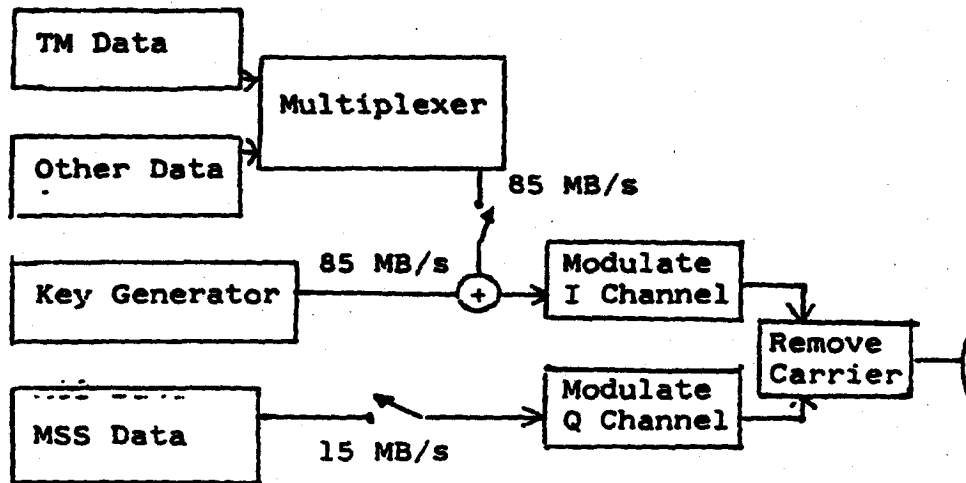 TM Data
Multiplexer
Other Data
85 MB/s
Key Generator
85 MB/s
+
Modulate
I Channel
Remove
Carrier
MSS Data
15 MB/s
Modulate
Q Channel